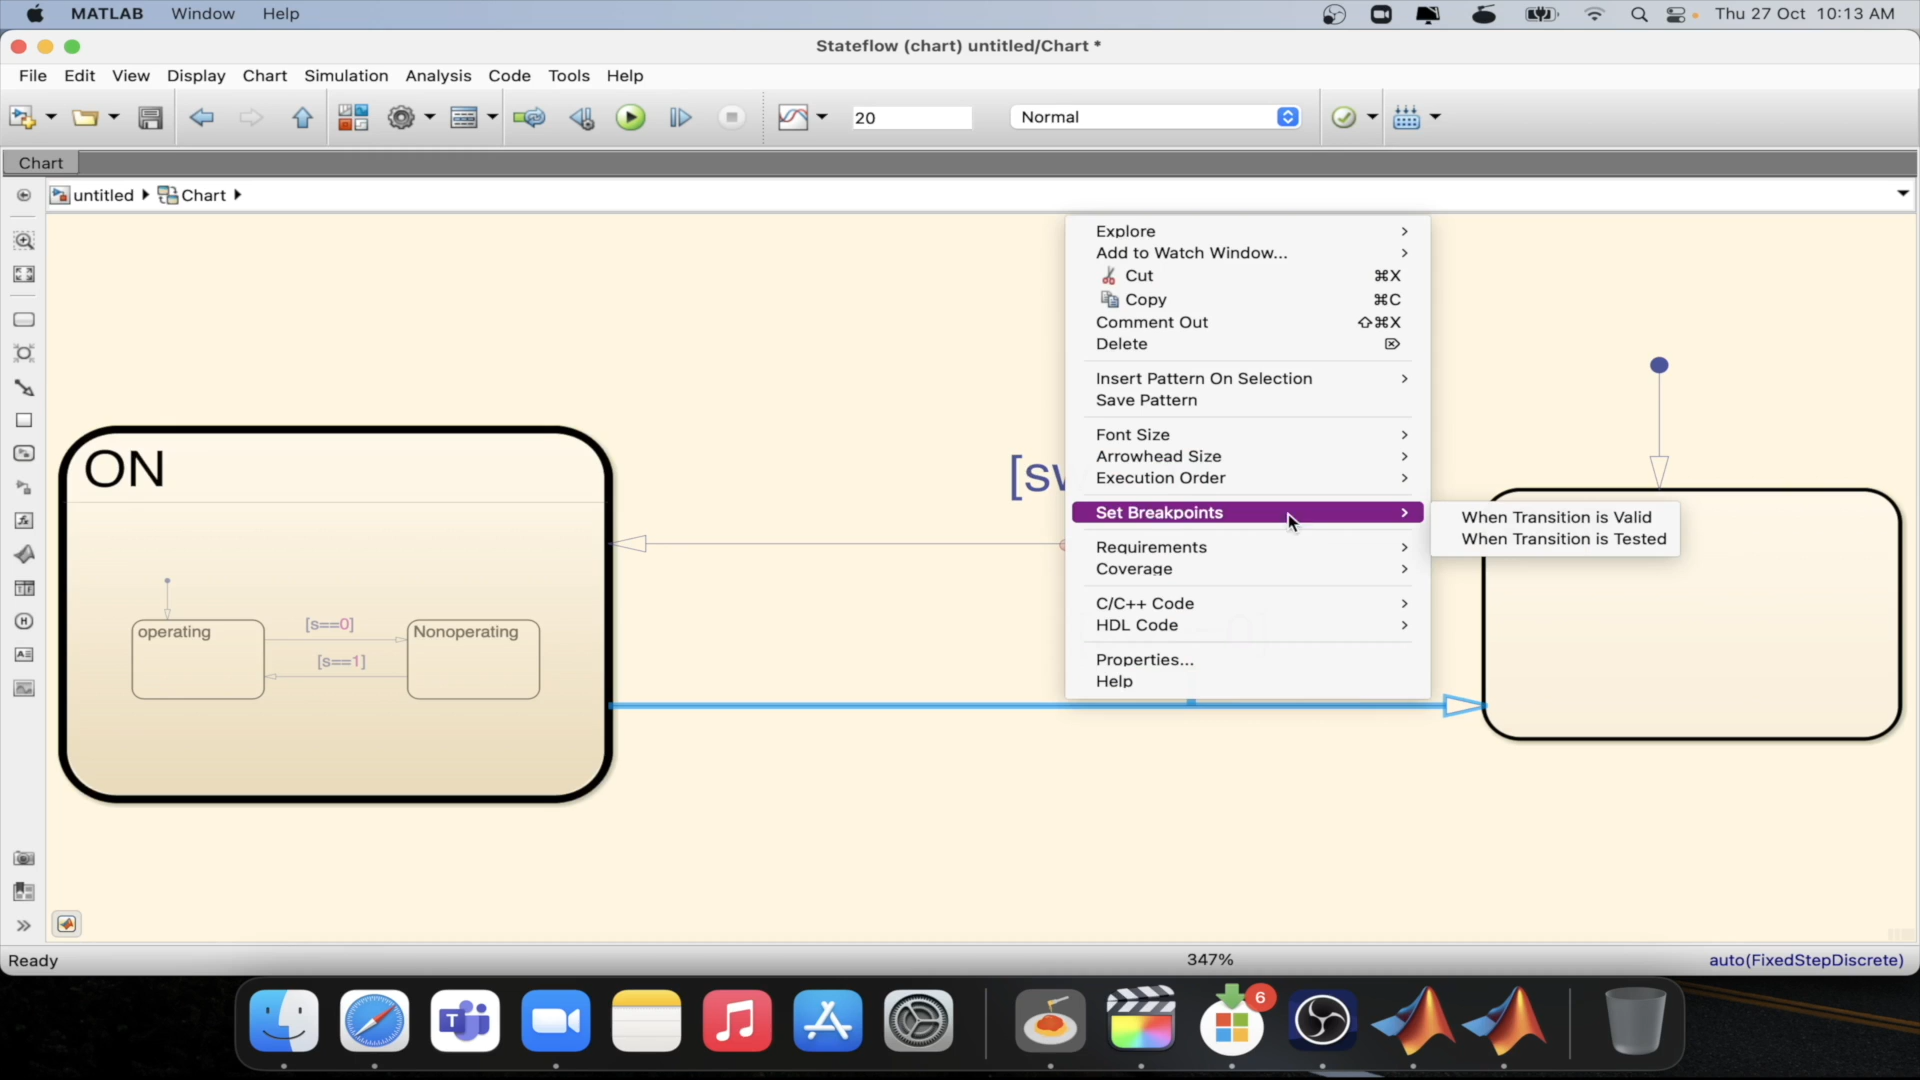 MATLAB Window Help Thu 27 Oct 10:13 AM
Stateflow (chart) untitled/Chart *
File Edit View Display Chart Simulation Analysis Code Tools Help
20 Normal
Chart
untitled Chart
Explore
Add to Watch Window...
Cut ⌘X
Copy ⌘C
Comment Out ⇧⌘X
Delete ⌦
Insert Pattern On Selection
Save Pattern
Font Size
Arrowhead Size
Execution Order
Set Breakpoints
When Transition is Valid
When Transition is Tested
Requirements
Coverage
C/C++ Code
HDL Code
Properties...
Help
ON
operating
[s==0]
Nonoperating
[s==1]
Ready 347% auto(FixedStepDiscrete)
6